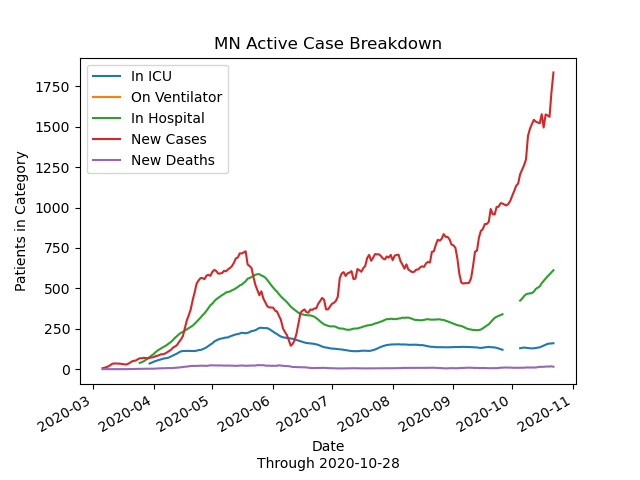 MN Active Case Breakdown
In ICU
On Ventilator
In Hospital
New Cases
New Deaths
Patients in Category
1750
1500
1250
1000
750
500
250
0
2020-03
2020-04
2020-05
2020-06
2020-07
2020-08
2020-09
2020-10
2020-11
Date
Through 2020-10-28